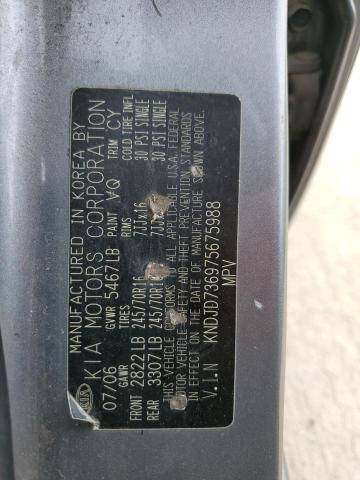 KIA
MANUFACTURED IN KOREA BY
KIA MOTORS CORPORATION
07/06 GVWR 5467LB PAINT VQ TRIM CY
GAWR TIRES RIMS COLD TIRE INFL
FRONT 2822LB 245/70R16 7JJx16 30 PSI SINGLE
REAR 3307LB 245/70R16 7JJx16 30 PSI SINGLE
THIS VEHICLE CONFORMS TO ALL APPLICABLE U.S.A. FEDERAL
MOTOR VEHICLE SAFETY AND THEFT PREVENTION STANDARDS
IN EFFECT ON THE DATE OF MANUFACTURE SHOWN ABOVE.
V.I.N KNDJD736975675988
MPV